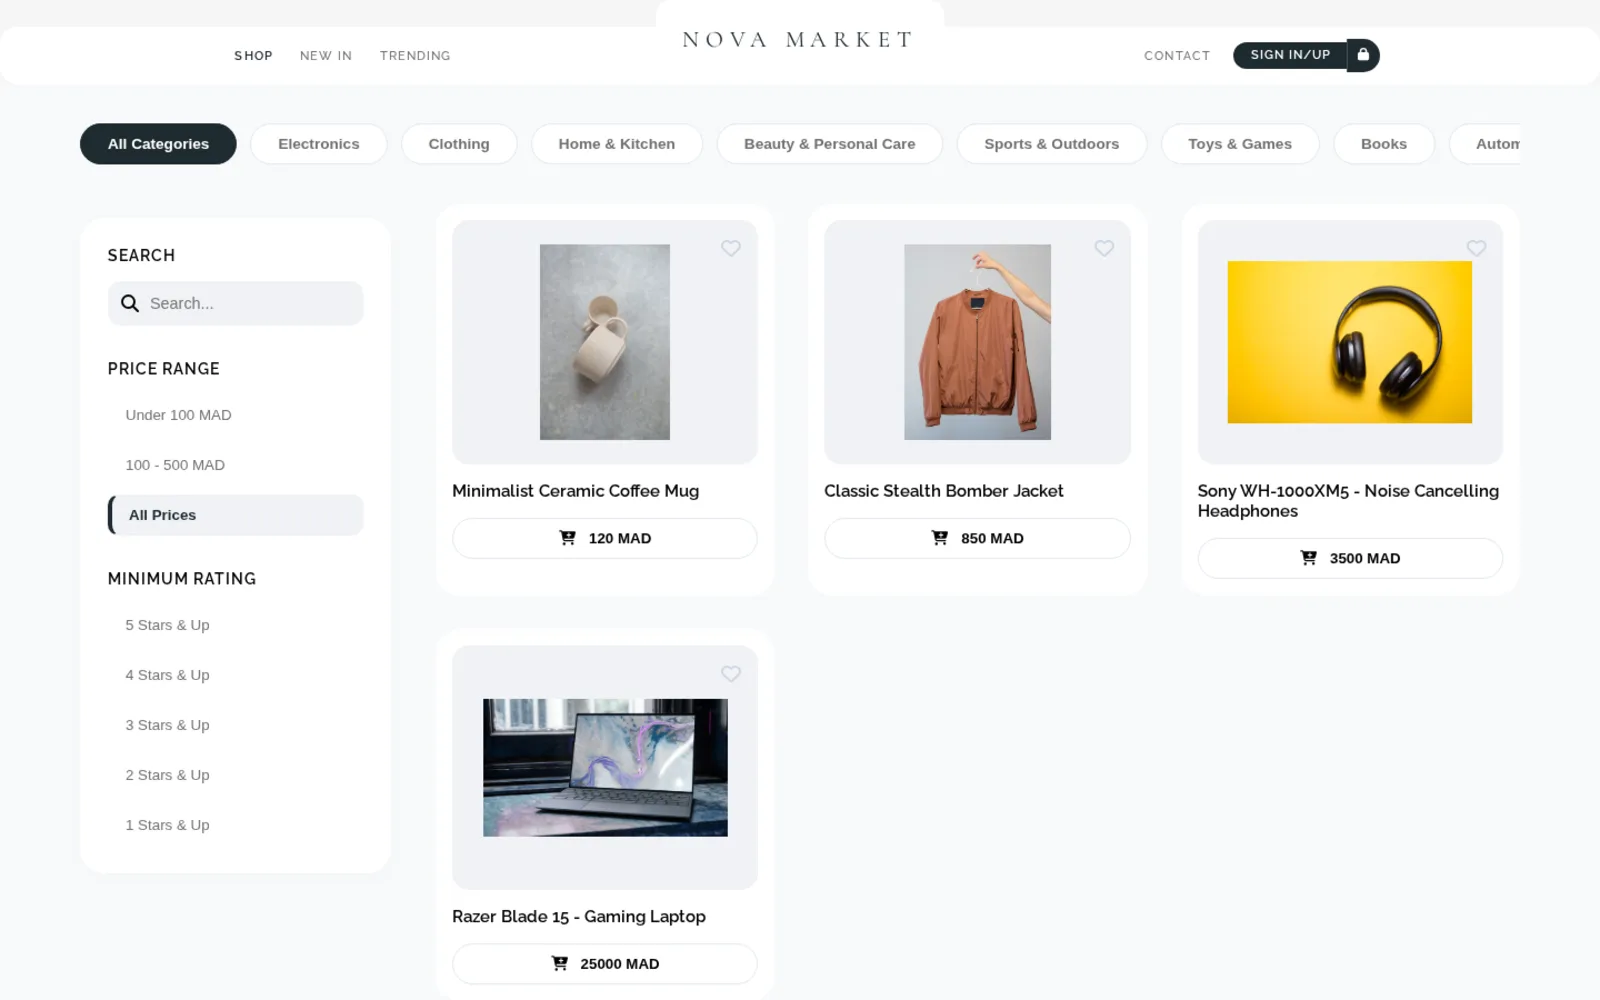 NOVA MARKET
SHOP
NEW IN
TRENDING
CONTACT
SIGN IN/UP
All Categories
Electronics
Clothing
Home & Kitchen
Beauty & Personal Care
Sports & Outdoors
Toys & Games
Books
Autom
SEARCH
Search...
PRICE RANGE
Under 100 MAD
100 - 500 MAD
All Prices
MINIMUM RATING
5 Stars & Up
4 Stars & Up
3 Stars & Up
2 Stars & Up
1 Stars & Up
Minimalist Ceramic Coffee Mug
120 MAD
Classic Stealth Bomber Jacket
850 MAD
Sony WH-1000XM5 - Noise Cancelling
Headphones
3500 MAD
Razer Blade 15 - Gaming Laptop
25000 MAD